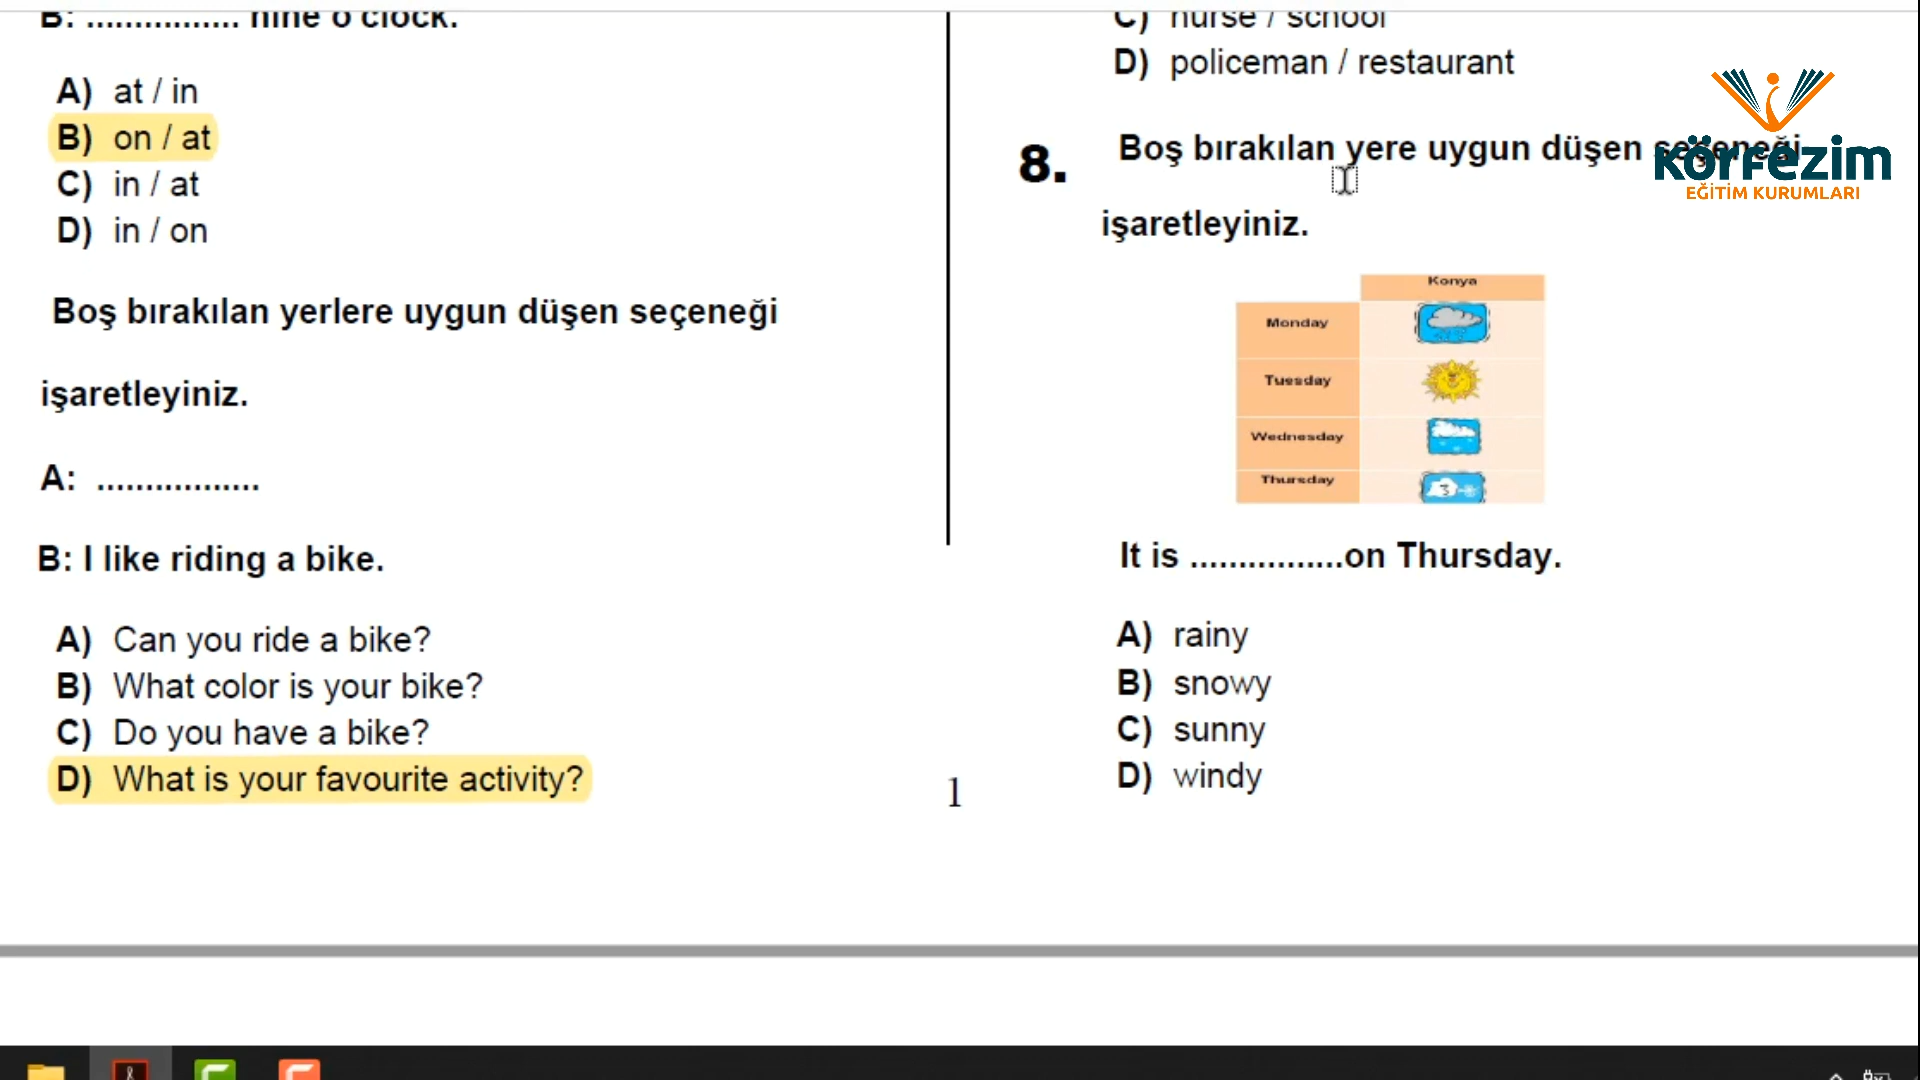 B: ................ nine o clock.
A) at / in
B) on / at
C) in / at
D) in / on
Boş bırakılan yerlere uygun düşen seçeneği
işaretleyiniz.
A: .................
B: I like riding a bike.
A) Can you ride a bike?
B) What color is your bike?
C) Do you have a bike?
D) What is your favourite activity?
C) nurse / school
D) policeman / restaurant
8. Boş bırakılan yere uygun düşen seçeneği
işaretleyiniz.
Konya
Monday
Tuesday
Wednesday
Thursday
It is ................on Thursday.
A) rainy
B) snowy
C) sunny
D) windy
1
körfezim
EĞİTİM KURUMLARI